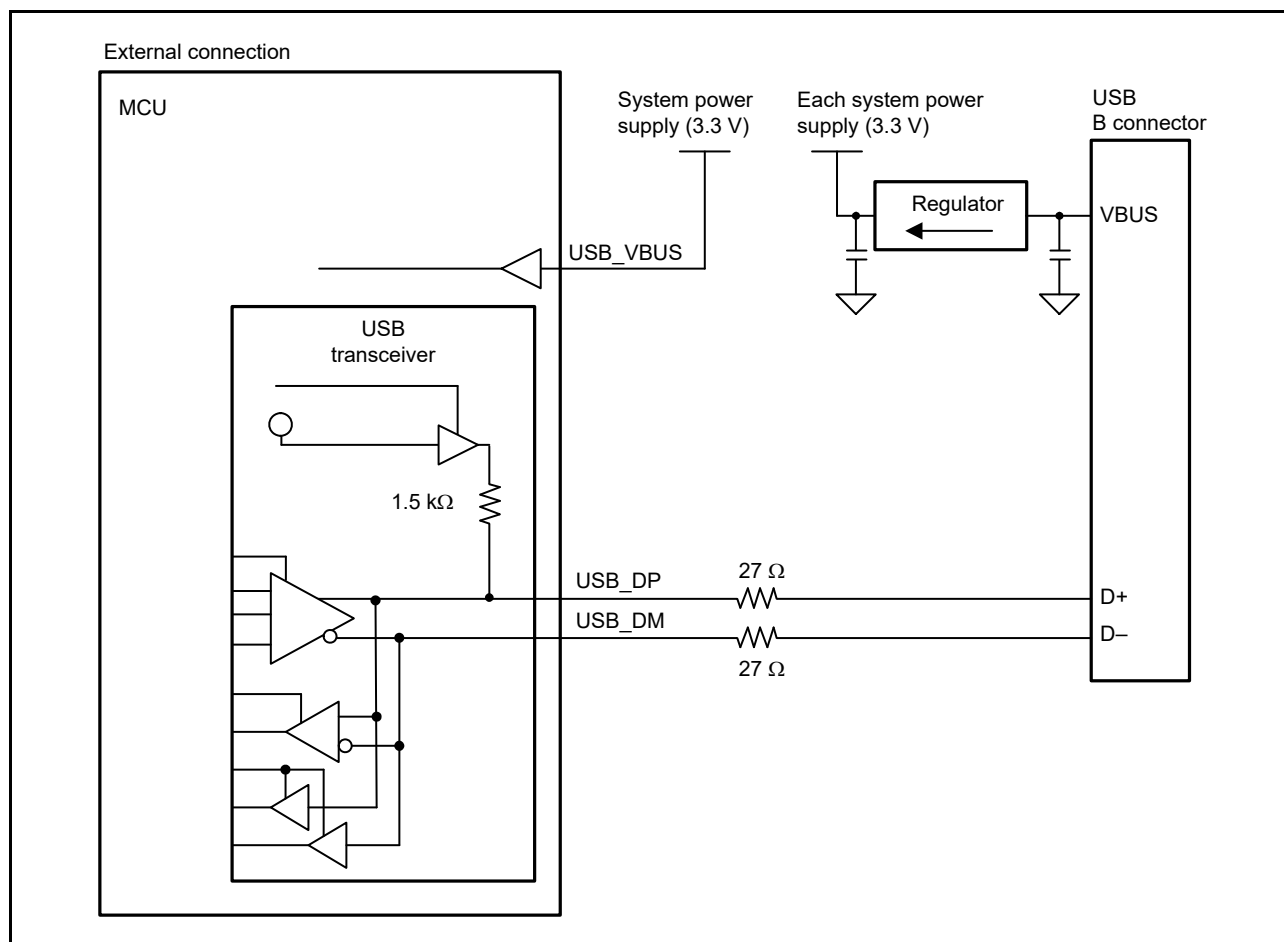 External connection
MCU
System power
supply (3.3 V)
Each system power
supply (3.3 V)
USB
B connector
Regulator
VBUS
USB_VBUS
USB
transceiver
1.5 kΩ
USB_DP
27 Ω
D+
USB_DM
D–
27 Ω